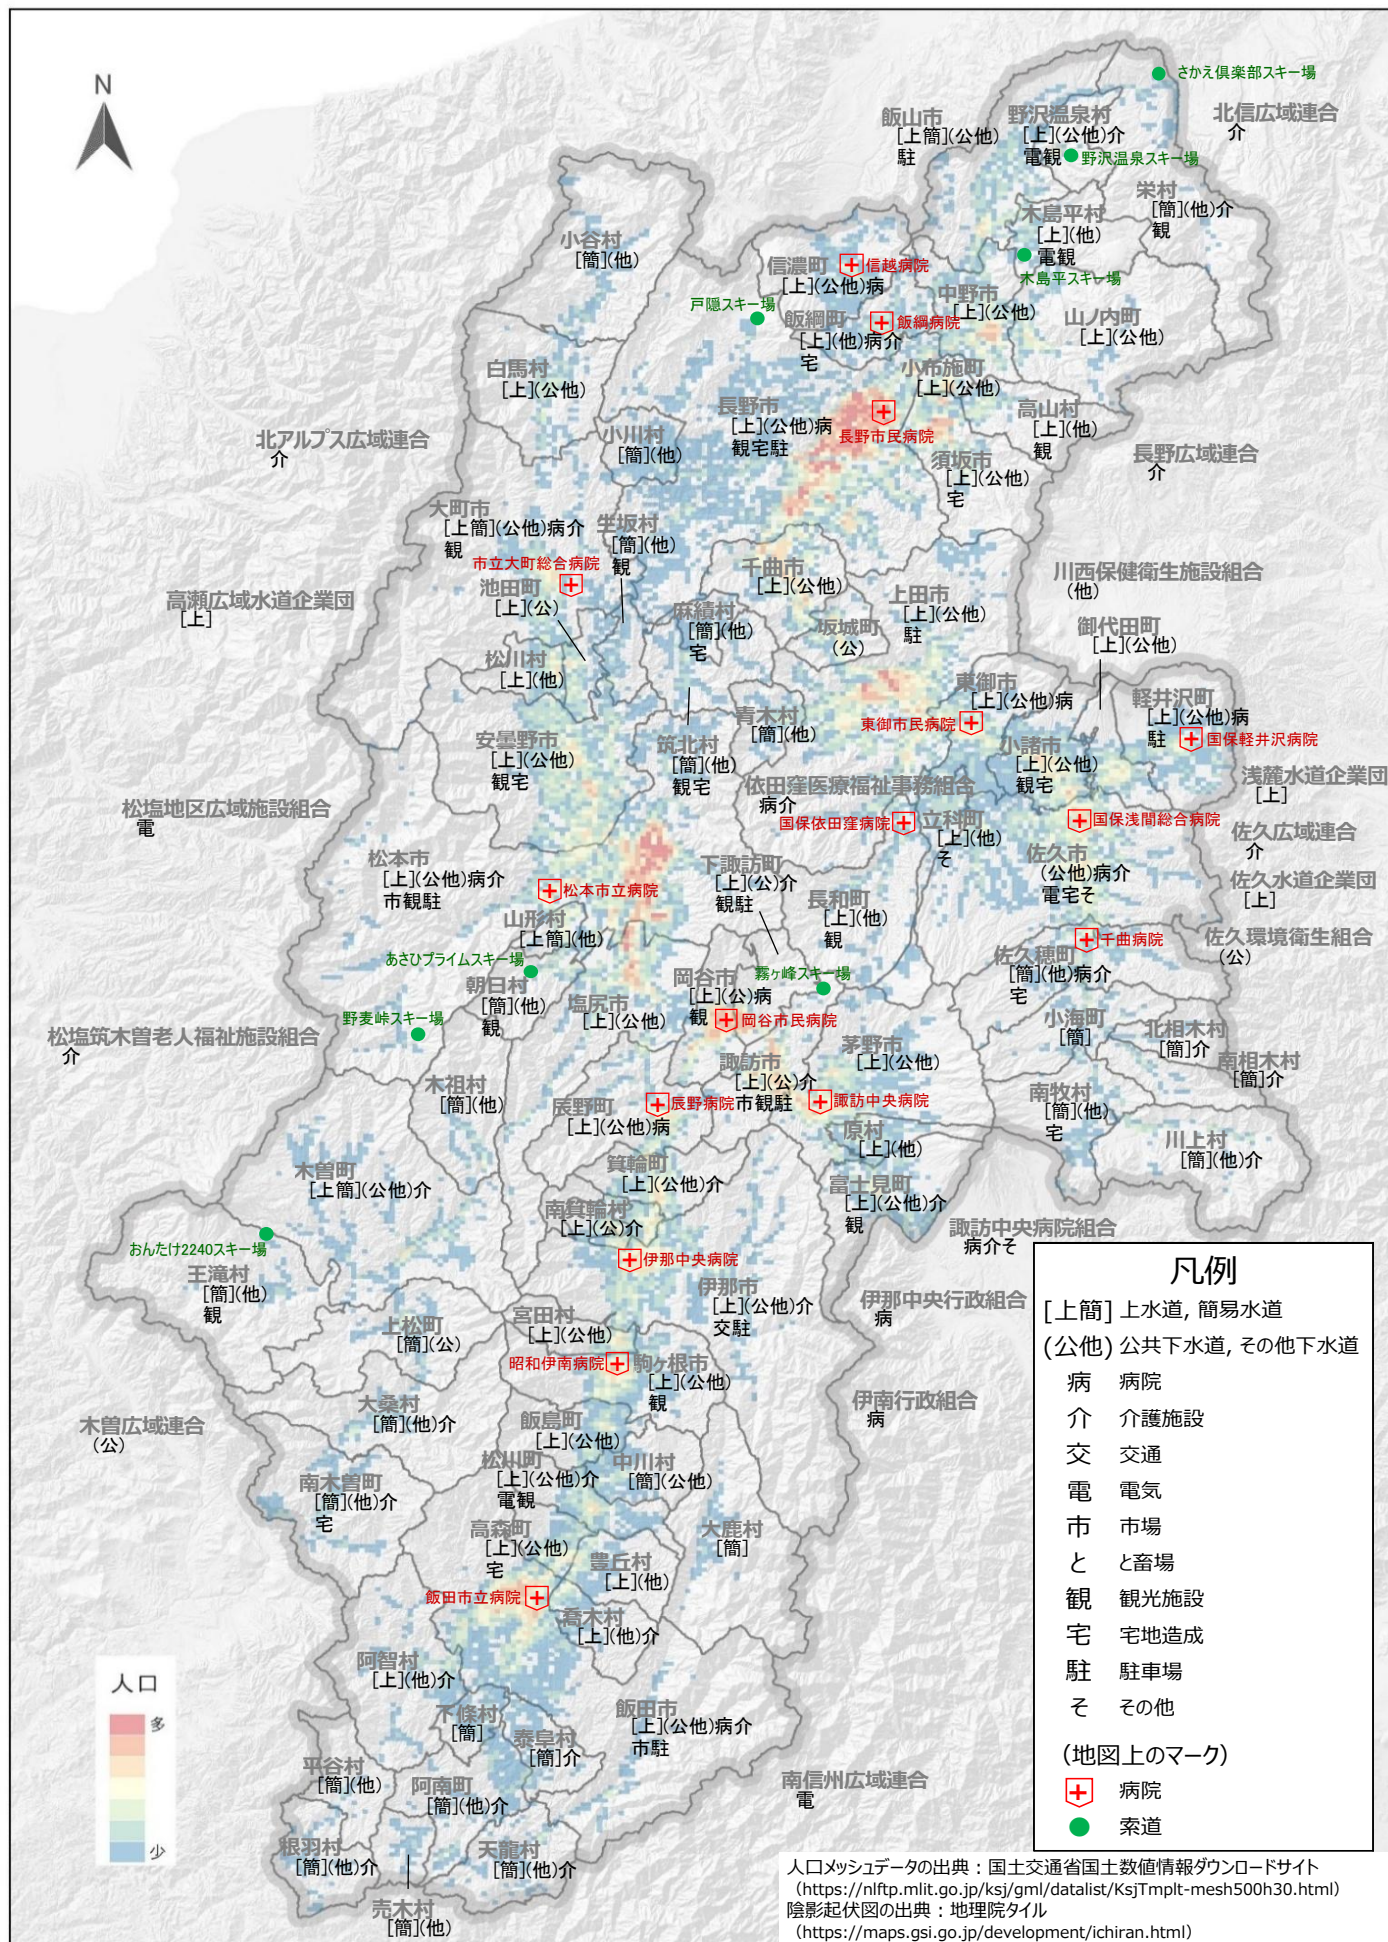 N
さかえ倶楽部スキー場
北信広域連合
介
飯山市
[上簡](公他)
駐
野沢温泉村
[上](公他)介
電観
野沢温泉スキー場
栄村
[簡](他)介
観
木島平村
[上](他)
電観
木島平スキー場
小谷村
[簡](他)
信濃町
[上](公他)病
信越病院
戸隠スキー場
飯綱町
[上](他)病介
宅
飯綱病院
中野市
[上](公他)
山ノ内町
[上](公他)
白馬村
[上](公他)
小布施町
[上](公他)
長野市
[上](公他)病
観宅駐
長野市民病院
高山村
[上](他)
観
北アルプス広域連合
介
小川村
[簡](他)
須坂市
[上](公他)
宅
長野広域連合
介
大町市
[上簡](公他)病介
観
市立大町総合病院
生坂村
[簡](他)
観
池田町
[上](公)
千曲市
[上](公他)
川西保健衛生施設組合
(他)
高瀬広域水道企業団
[上]
麻績村
[簡](他)
宅
上田市
[上](公他)
駐
坂城町
(公)
御代田町
[上](公他)
松川村
[上](他)
東御市
[上](公他)病
東御市民病院
軽井沢町
[上](公他)病
駐
国保軽井沢病院
青木村
[簡](他)
安曇野市
[上](公他)
観宅
筑北村
[簡](他)
観宅
小諸市
[上](公他)
観宅
浅麓水道企業団
[上]
依田窪医療福祉事務組合
病介
国保依田窪病院
松塩地区広域施設組合
電
立科町
[上](他)
そ
国保浅間総合病院
佐久広域連合
介
佐久市
(公他)病介
電宅そ
松本市
[上](公他)病介
市観駐
松本市立病院
下諏訪町
[上](公)介
観駐
長和町
[上](他)
観
佐久水道企業団
[上]
山形村
[上簡](他)
千曲病院
佐久環境衛生組合
(公)
佐久穂町
[簡](他)病介
宅
あさひプライムスキー場
朝日村
[簡](他)
観
霧ヶ峰スキー場
岡谷市
[上](公)病
観
岡谷市民病院
塩尻市
[上](公他)
野麦峠スキー場
松塩筑木曽老人福祉施設組合
介
小海町
[簡]
北相木村
[簡]介
茅野市
[上](公他)
諏訪市
[上](公)介
市観駐
諏訪中央病院
南相木村
[簡]介
木祖村
[簡](他)
辰野町
[上](公他)病
辰野病院
南牧村
[簡](他)
宅
原村
[上](他)
川上村
[簡](他)介
木曽町
[上簡](公他)介
箕輪町
[上](公他)介
富士見町
[上](公他)介
観
南箕輪村
[上](公)介
諏訪中央病院組合
病介そ
おんたけ2240スキー場
王滝村
[簡](他)
観
伊那中央病院
伊那市
[上](公他)介
交駐
伊那中央行政組合
病
宮田村
[上](公他)
上松町
[簡](公)
昭和伊南病院
駒ヶ根市
[上](公他)
観
大桑村
[簡](他)介
伊南行政組合
病
木曽広域連合
(公)
飯島町
[上](公他)
松川町
[上](公他)介
電観
中川村
[簡](公他)
南木曽町
[簡](他)介
宅
高森町
[上](公他)
宅
大鹿村
[簡]
豊丘村
[上](他)
飯田市立病院
喬木村
[上](他)介
阿智村
[上](他)介
下條村
[簡]
飯田市
[上](公他)病介
市駐
泰阜村
[簡]介
平谷村
[簡](他)
阿南町
[簡](他)介
南信州広域連合
電
根羽村
[簡](他)介
天龍村
[簡](他)介
売木村
[簡](他)
人口
多
少
凡例
[上簡] 上水道, 簡易水道
(公他) 公共下水道, その他下水道
病 病院
介 介護施設
交 交通
電 電気
市 市場
と と畜場
観 観光施設
宅 宅地造成
駐 駐車場
そ その他
(地図上のマーク)
病院
索道
人口メッシュデータの出典：国土交通省国土数値情報ダウンロードサイト
（https://nlftp.mlit.go.jp/ksj/gml/datalist/KsjTmplt-mesh500h30.html）
陰影起伏図の出典：地理院タイル
（https://maps.gsi.go.jp/development/ichiran.html）